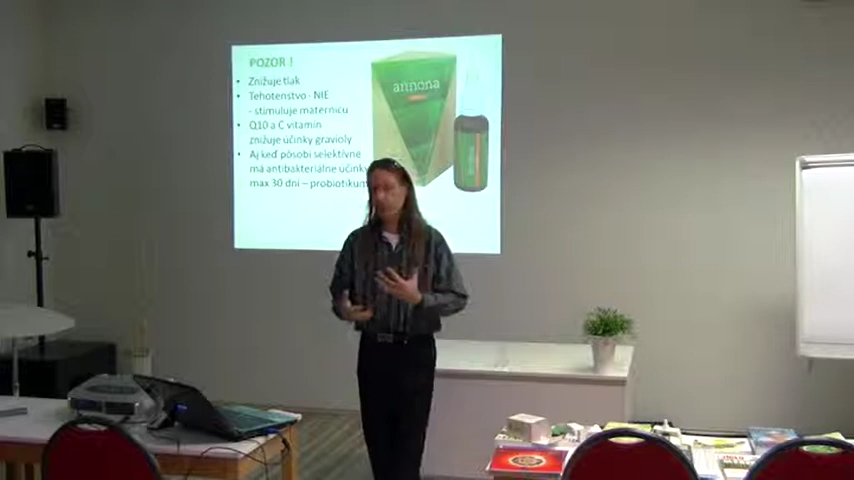 POZOR !
• Znižuje tlak
• Tehotenstvo - NIE
- stimuluje maternicu
• Q10 a C vitamín
znižuje účinky gravioly
• Aj keď pôsobí selektívne
má antibakteriálne účinky
max 30 dní – probiotikum
annona